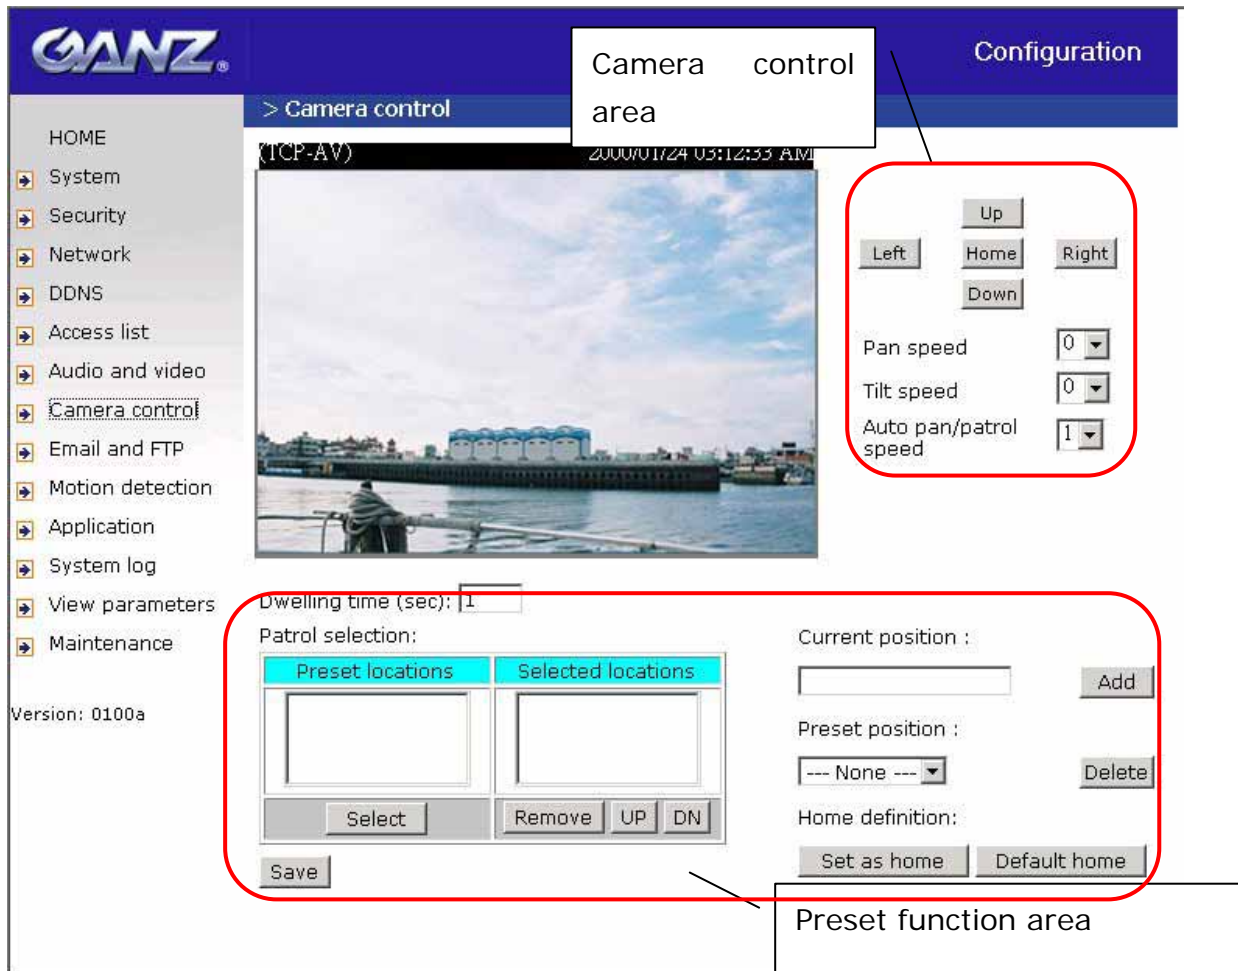 GANZ®
Configuration
Camera control
area
> Camera control
HOME
System
Security
Network
DDNS
Access list
Audio and video
Camera control
Email and FTP
Motion detection
Application
System log
View parameters
Maintenance
Version: 0100a
(TCP-AV) 2000/01/24 03:12:33 AM
Up
Left Home Right
Down
Pan speed 0
Tilt speed 0
Auto pan/patrol
speed 1
Dwelling time (sec): 1
Patrol selection:
Preset locations Selected locations
Select Remove UP DN
Save
Current position :
Add
Preset position :
--- None --- Delete
Home definition:
Set as home Default home
Preset function area